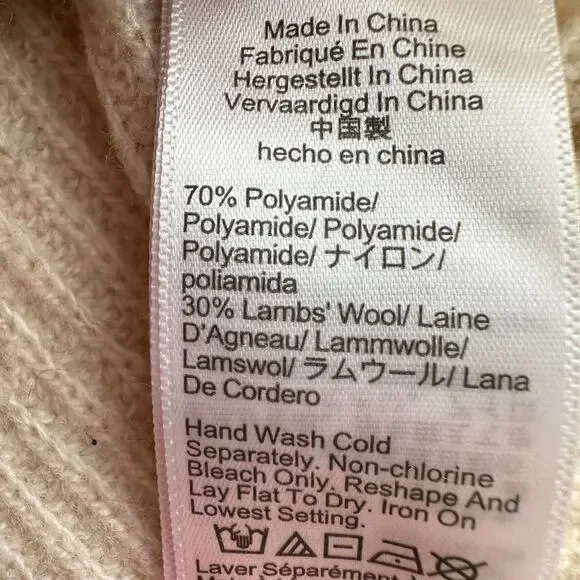 Made In China
Fabriqué En Chine
Hergestellt In China
Vervaardigd In China
中国製
hecho en china
70% Polyamide/
Polyamide/ Polyamide/
Polyamide/ ナイロン/
poliamida
30% Lambs' Wool/ Laine
D'Agneau/ Lammwolle/
Lamswol/ ラムウール/ Lana
De Cordero
Hand Wash Cold
Separately. Non-chlorine
Bleach Only. Reshape And
Lay Flat To Dry. Iron On
Lowest Setting.
Laver Séparément